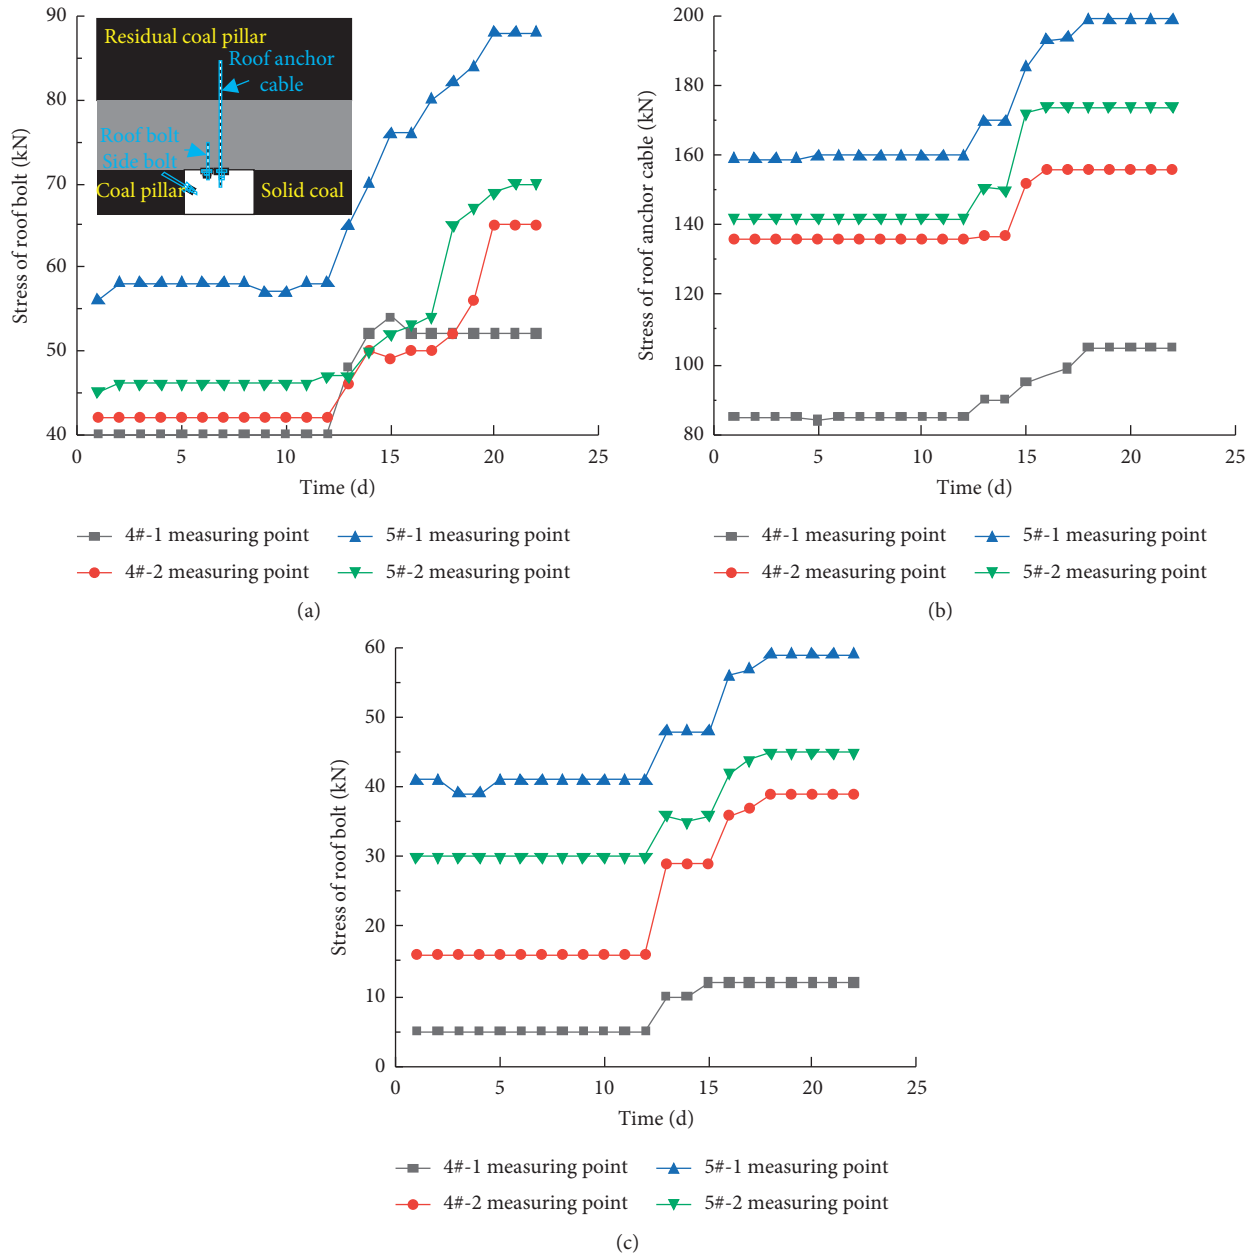 90
80
70
60
50
40
Stress of roof bolt (kN)
Residual coal pillar
Roof anchor
cable
Roof bolt
Side bolt
Coal pillar
Solid coal
0
5
10
15
20
25
Time (d)
4#-1 measuring point
5#-1 measuring point
4#-2 measuring point
5#-2 measuring point
(a)
200
180
160
140
120
100
80
Stress of roof anchor cable (kN)
0
5
10
15
20
25
Time (d)
4#-1 measuring point
5#-1 measuring point
4#-2 measuring point
5#-2 measuring point
(b)
60
50
40
30
20
10
0
Stress of roof bolt (kN)
0
5
10
15
20
25
Time (d)
4#-1 measuring point
5#-1 measuring point
4#-2 measuring point
5#-2 measuring point
(c)